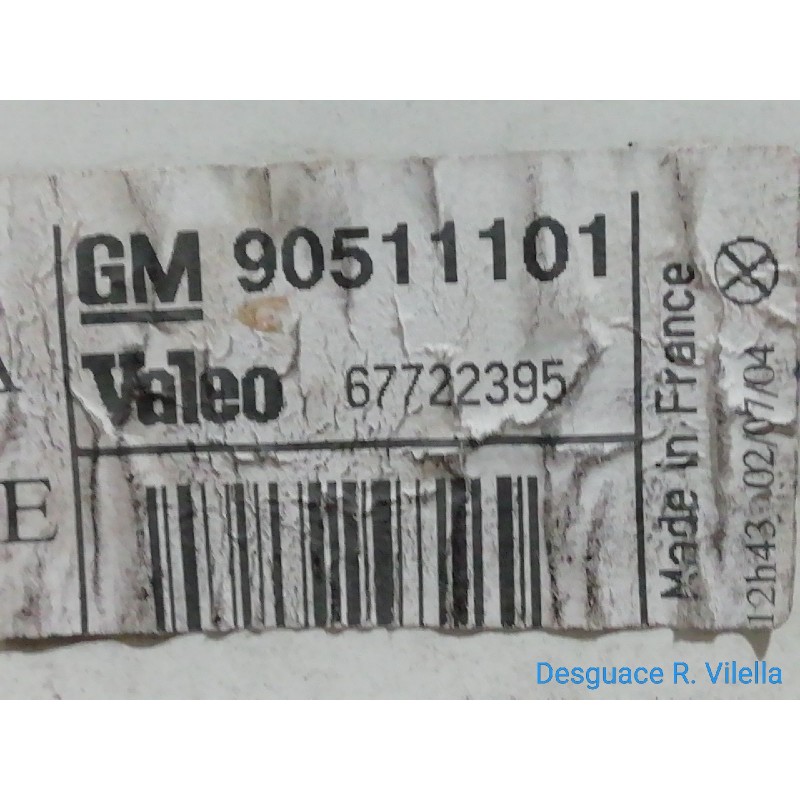 GM 90511101
Valeo 67722395
A
E
Made in France
12h43 02/07/04
Desguace R. Vilella